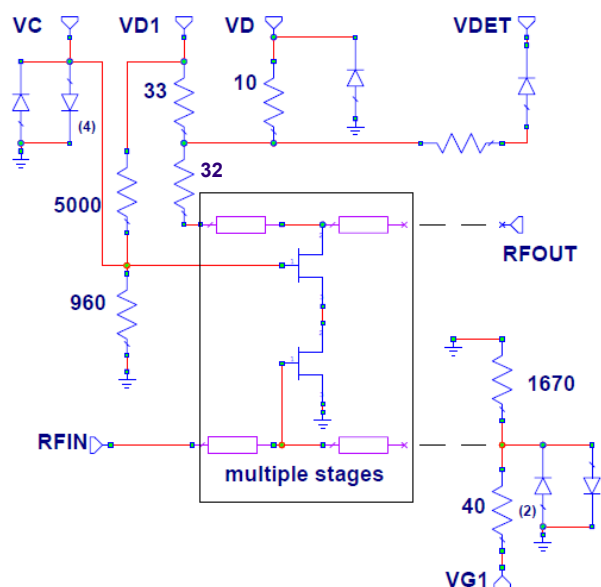 VC
VD1
VD
VDET
33
10
(4)
32
5000
960
RFOUT
1670
RFIN
multiple stages
40
(2)
VG1